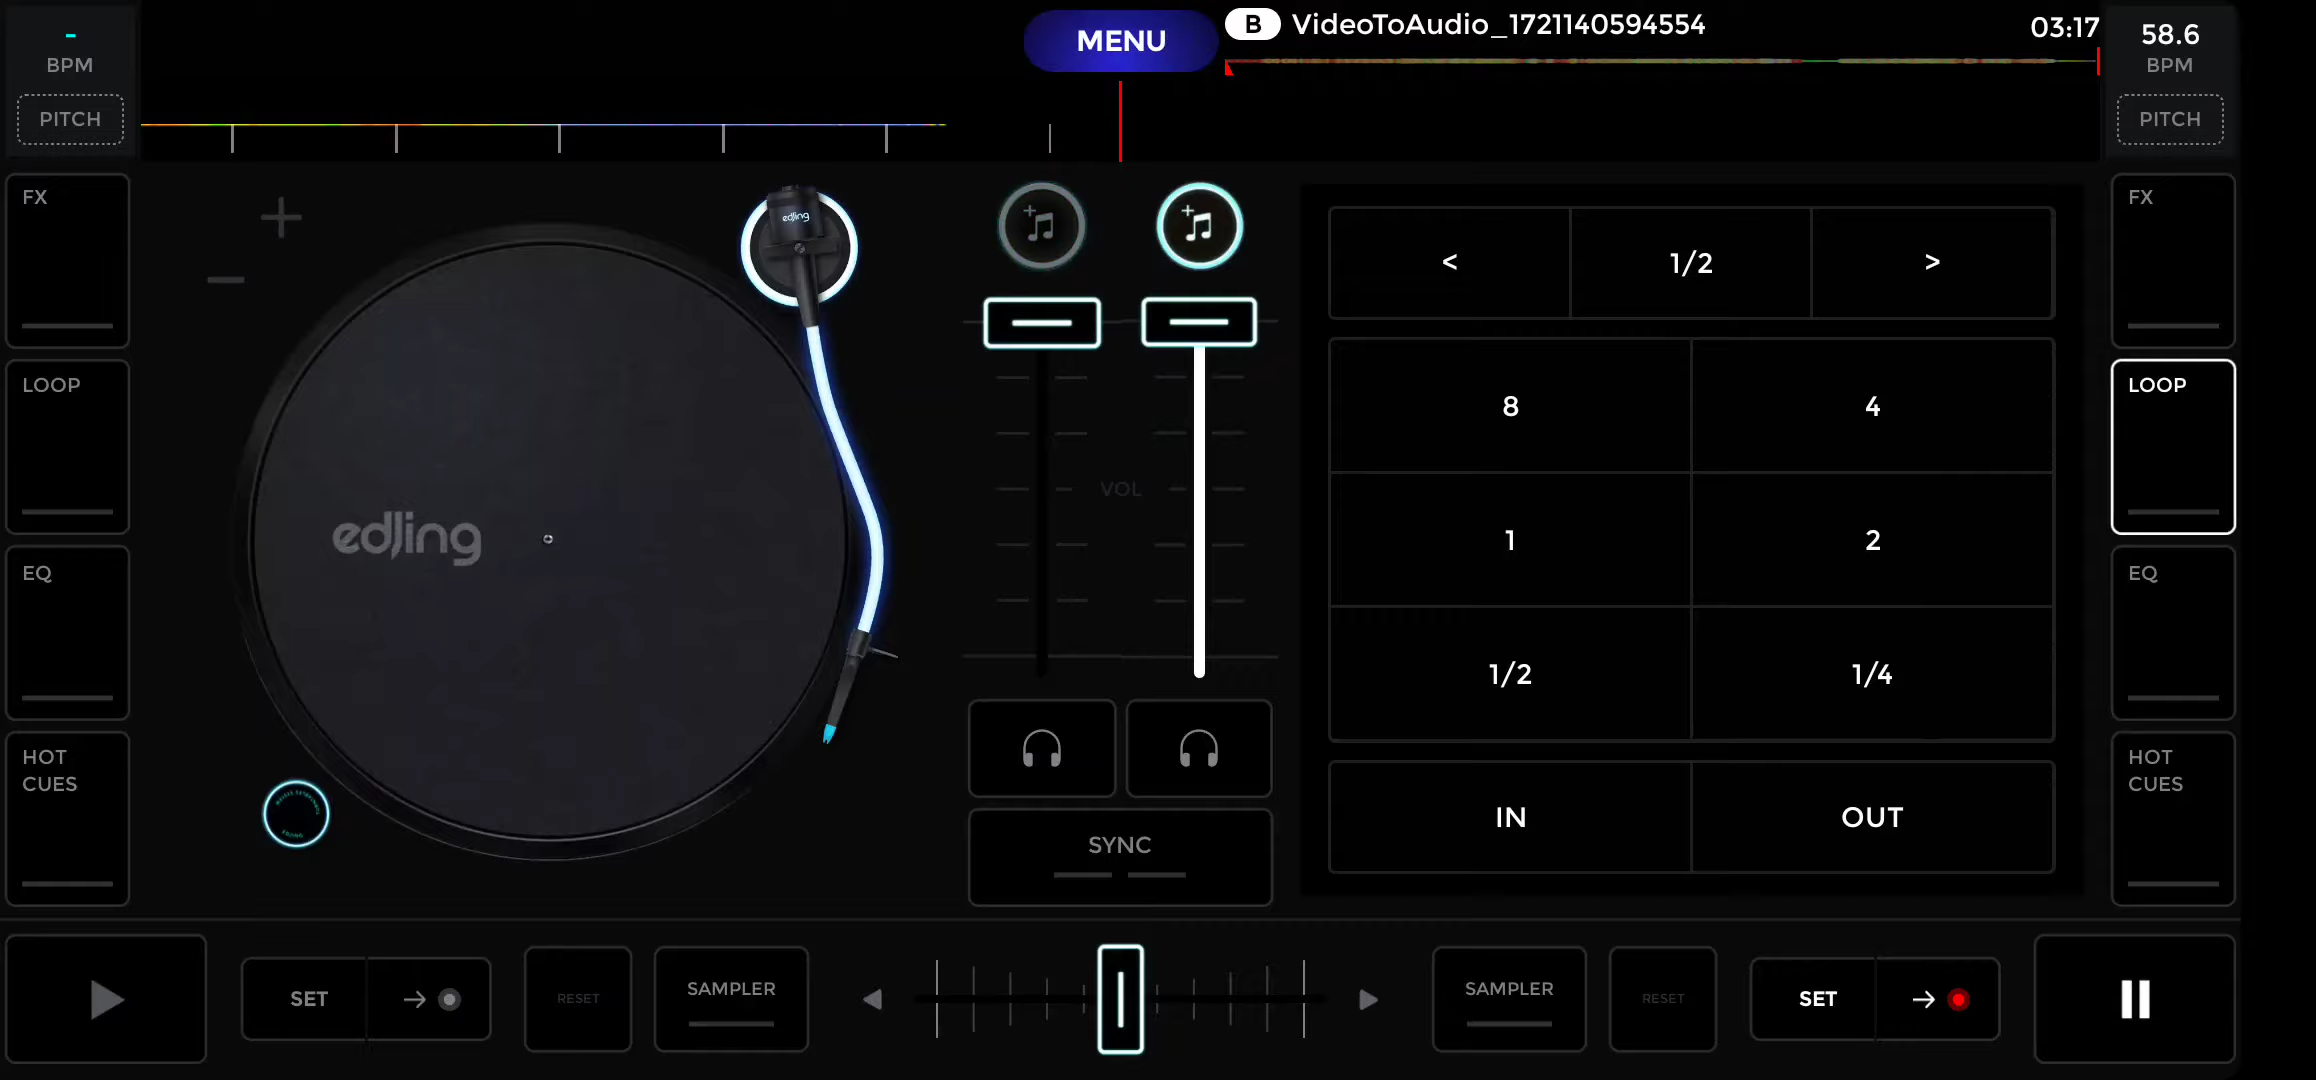 -
BPM
PITCH
MENU
B VideoToAudio_1721140594554
03:17
58.6
BPM
PITCH
FX
LOOP
EQ
HOT
CUES
edjing
edjing
EDJING
VOL
SYNC
< 1/2 >
8 4
1 2
1/2 1/4
IN OUT
FX
LOOP
EQ
HOT
CUES
SET →
RESET
SAMPLER
SAMPLER
RESET
SET →